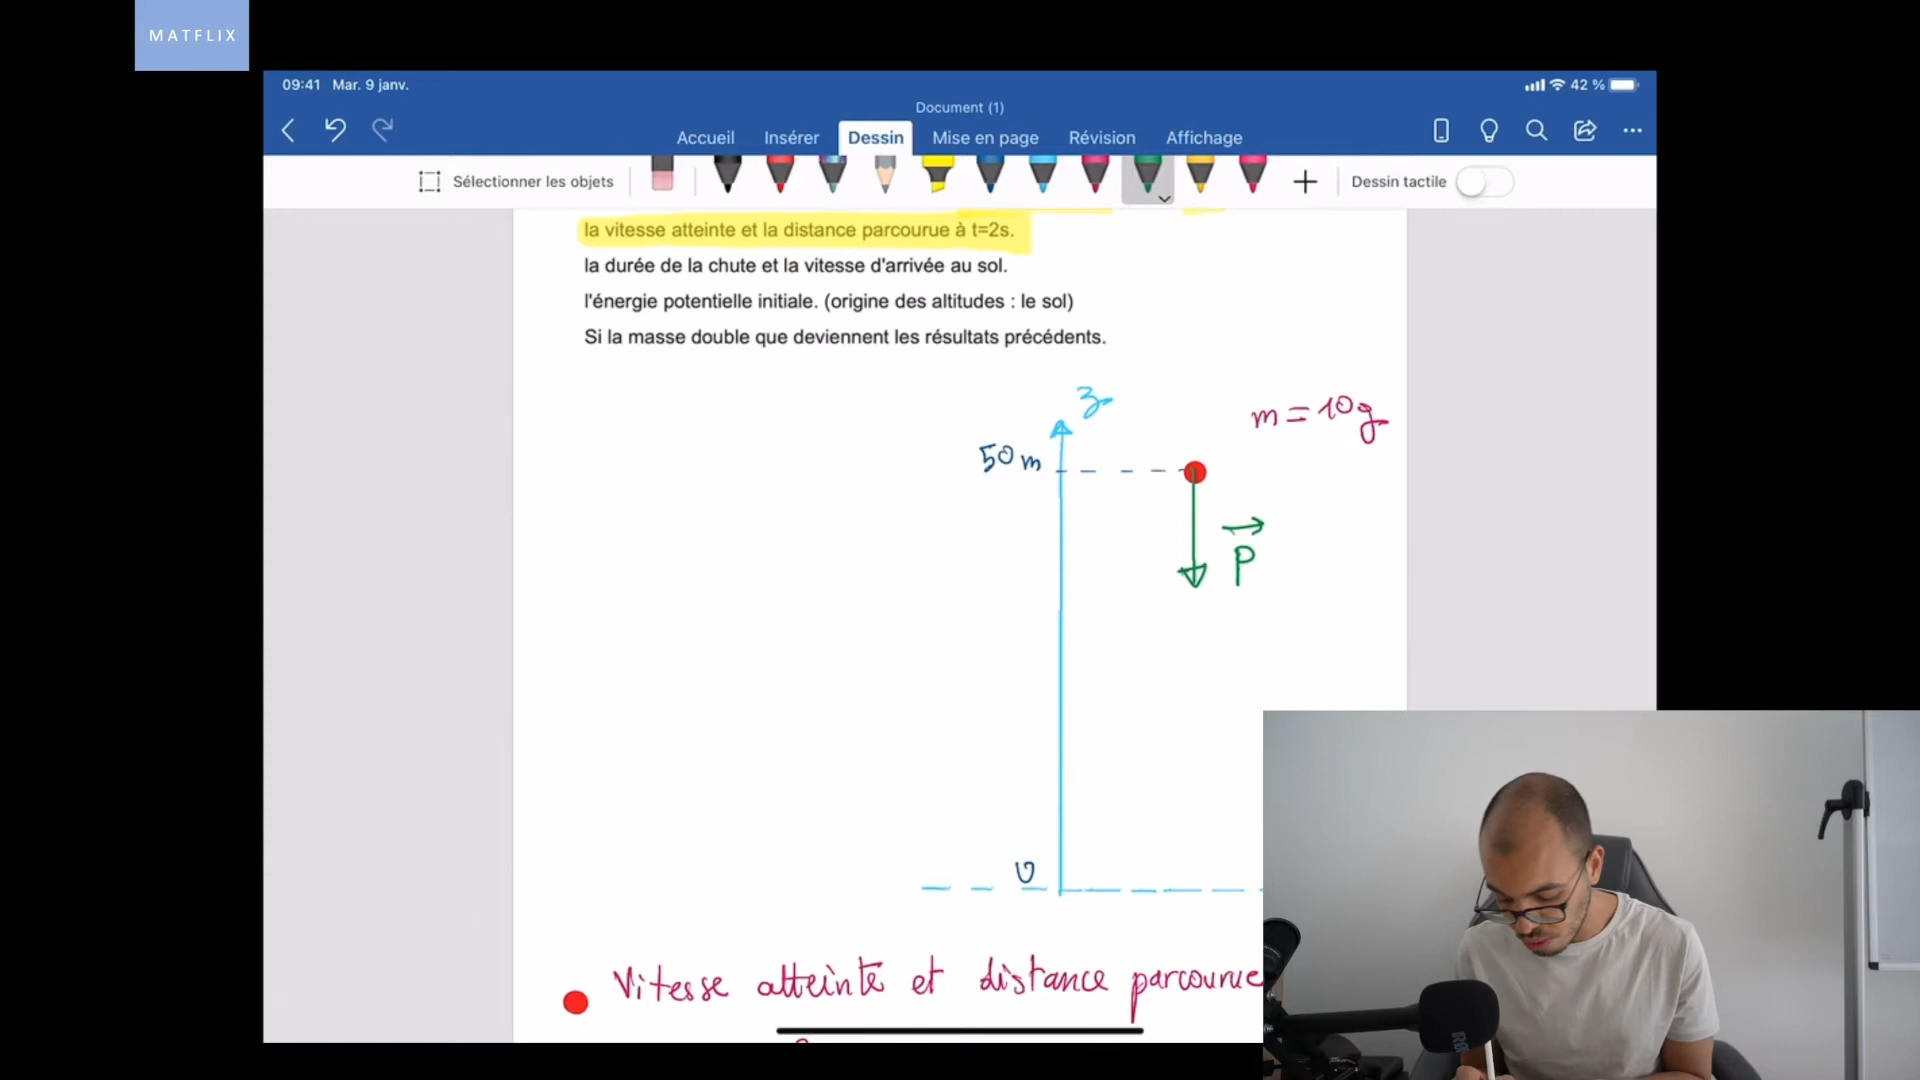 MATFLIX
09:41 Mar. 9 janv.
42 %
Document (1)
Accueil Insérer Dessin Mise en page Révision Affichage
Sélectionner les objets
Dessin tactile
la vitesse atteinte et la distance parcourue à t=2s.
la durée de la chute et la vitesse d'arrivée au sol.
l'énergie potentielle initiale. (origine des altitudes : le sol)
Si la masse double que deviennent les résultats précédents.
z
m = 10g
50 m
P
0
Vitesse atteinte et distance parcourue